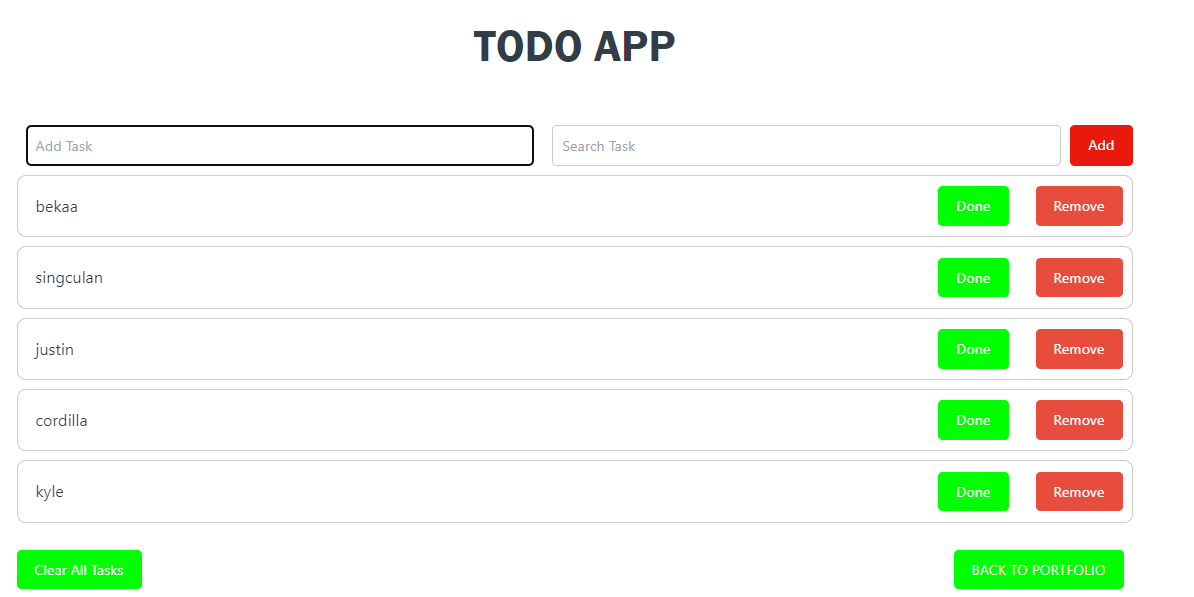 TODO APP
Add Task Search Task Add
bekaa Done Remove
singculan Done Remove
justin Done Remove
cordilla Done Remove
kyle Done Remove
Clear All Tasks BACK TO PORTFOLIO